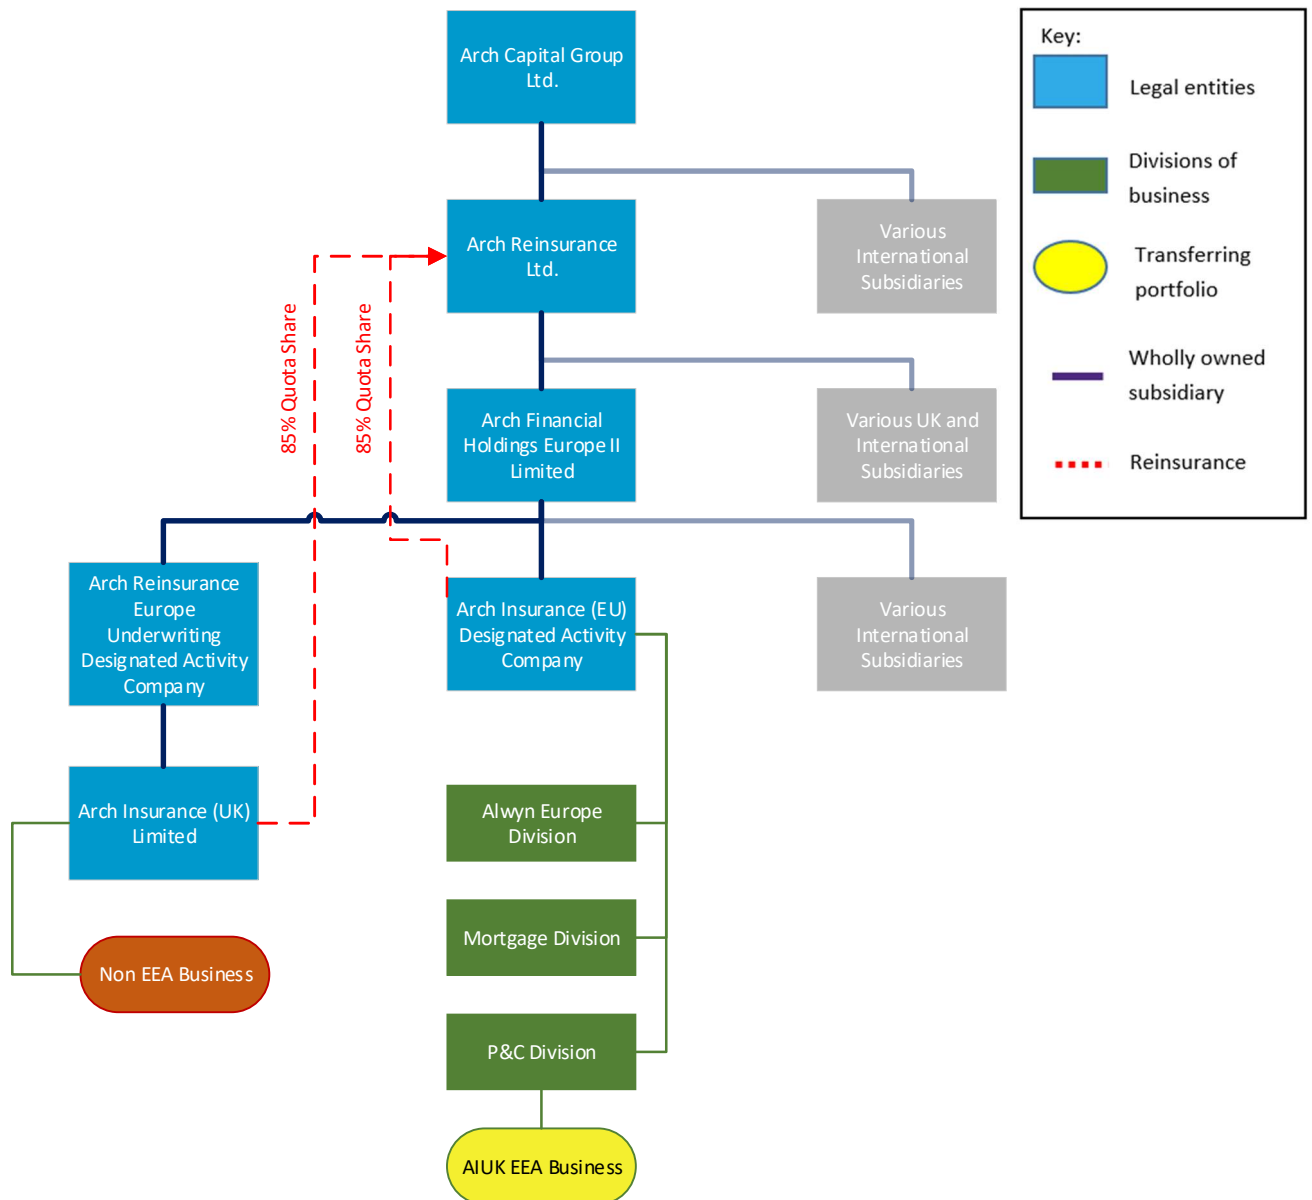 Arch Capital Group
Ltd.
Key:
Legal entities
Divisions of
business
Transferring
portfolio
Wholly owned
subsidiary
Reinsurance
Arch Reinsurance
Ltd.
Various
International
Subsidiaries
85% Quota Share
85% Quota Share
Arch Financial
Holdings Europe II
Limited
Various UK and
International
Subsidiaries
Arch Reinsurance
Europe
Underwriting
Designated Activity
Company
Arch Insurance (EU)
Designated Activity
Company
Various
International
Subsidiaries
Arch Insurance (UK)
Limited
Alwyn Europe
Division
Mortgage Division
Non EEA Business
P&C Division
AIUK EEA Business